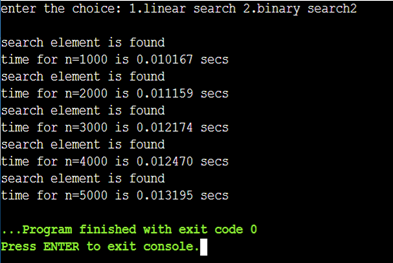 enter the choice: 1.linear search 2.binary search2
search element is found
time for n=1000 is 0.010167 secs
search element is found
time for n=2000 is 0.011159 secs
search element is found
time for n=3000 is 0.012174 secs
search element is found
time for n=4000 is 0.012470 secs
search element is found
time for n=5000 is 0.013195 secs
...Program finished with exit code 0
Press ENTER to exit console.